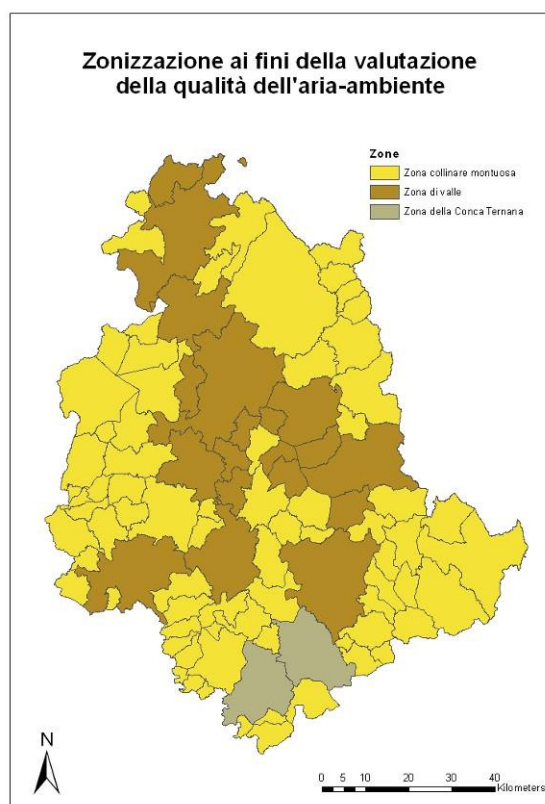 Zonizzazione ai fini della valutazione
della qualità dell'aria-ambiente
Zone
Zona collinare montuosa
Zona di valle
Zona della Conca Ternana
N
0 5 10 20 30 40
Kilometers